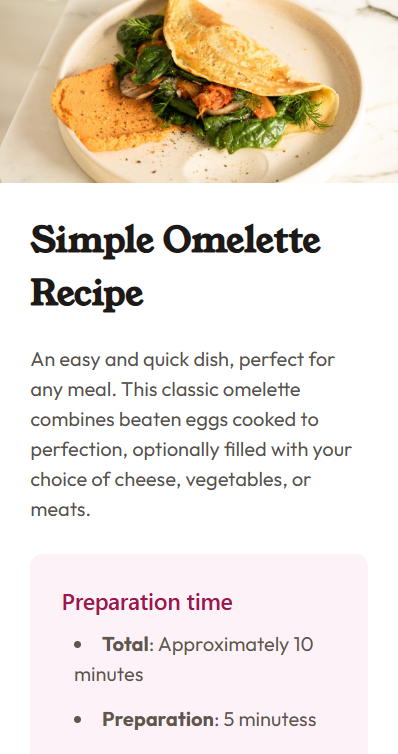 Simple Omelette
Recipe
An easy and quick dish, perfect for
any meal. This classic omelette
combines beaten eggs cooked to
perfection, optionally filled with your
choice of cheese, vegetables, or
meats.
Preparation time
• Total: Approximately 10
minutes
• Preparation: 5 minutess